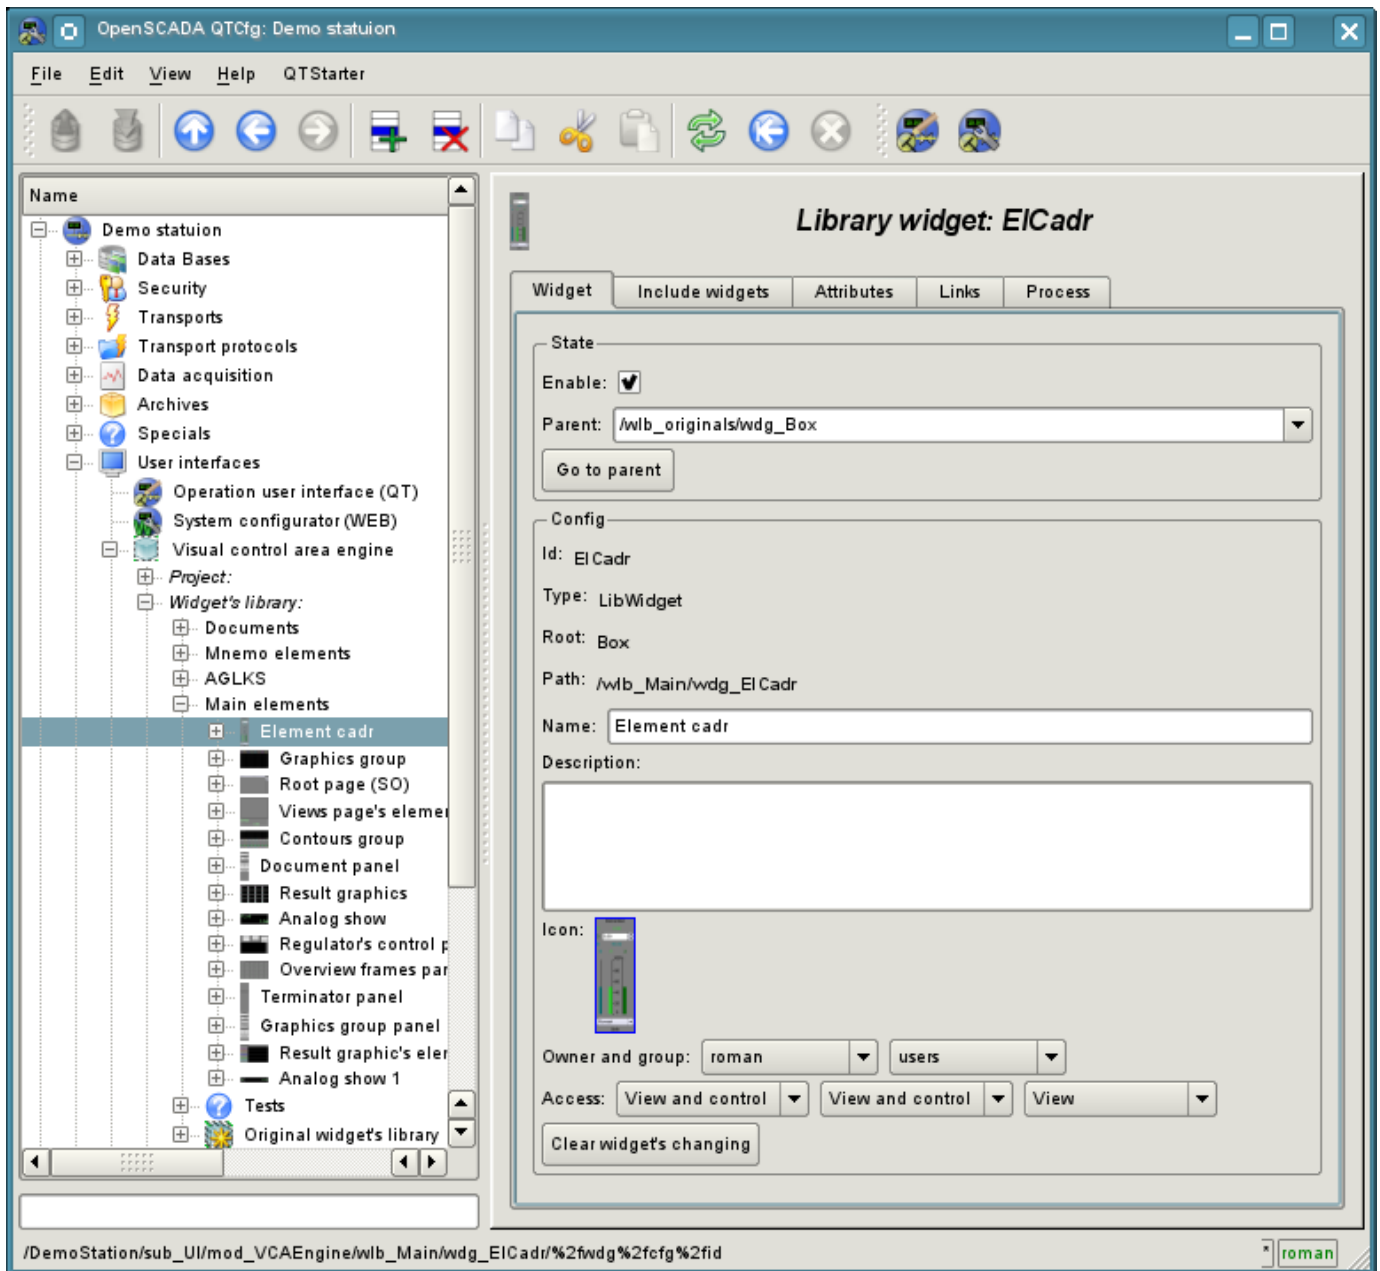 OpenSCADA QTCfg: Demo statuion
File Edit View Help QTStarter
Name
Demo statuion
Data Bases
Security
Transports
Transport protocols
Data acquisition
Archives
Specials
User interfaces
Operation user interface (QT)
System configurator (WEB)
Visual control area engine
Project:
Widget's library:
Documents
Mnemo elements
AGLKS
Main elements
Element cadr
Graphics group
Root page (SO)
Views page's elemer
Contours group
Document panel
Result graphics
Analog show
Regulator's control p
Overview frames par
Terminator panel
Graphics group panel
Result graphic's eler
Analog show 1
Tests
Original widget's library
Library widget: ElCadr
Widget Include widgets Attributes Links Process
State
Enable:
Parent: /wlb_originals/wdg_Box
Go to parent
Config
Id: ElCadr
Type: LibWidget
Root: Box
Path: /wlb_Main/wdg_ElCadr
Name: Element cadr
Description:
Icon:
Owner and group: roman users
Access: View and control View and control View
Clear widget's changing
/DemoStation/sub_UI/mod_VCAEngine/wlb_Main/wdg_ElCadr/%2fwdg%2fcfg%2fid
* roman